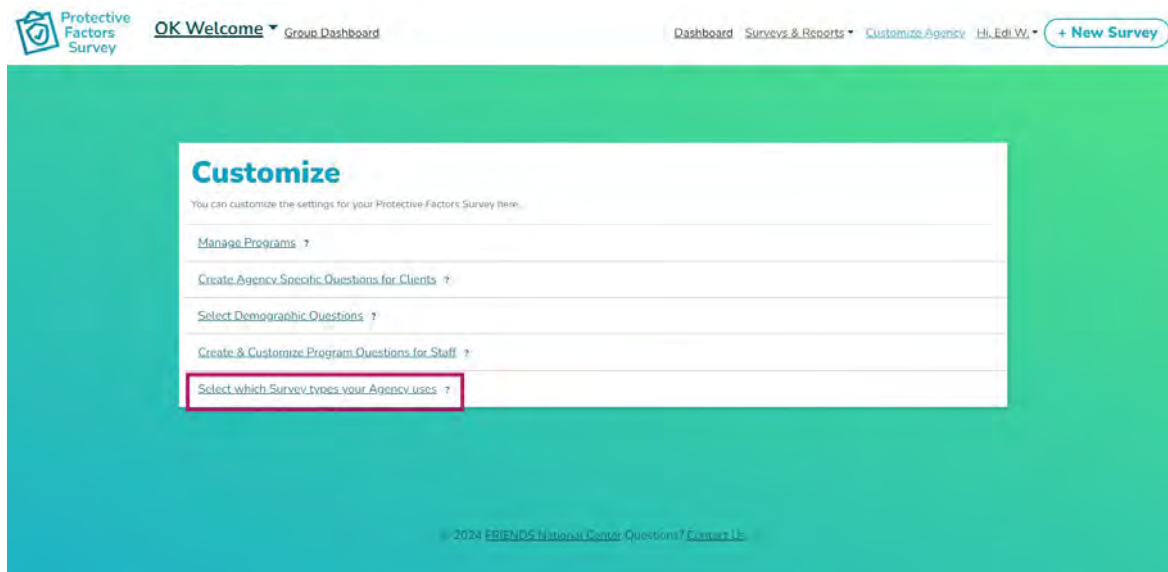 Protective
Factors
Survey
OK Welcome Group Dashboard
Dashboard Surveys & Reports Customize Agency Hi, Edi W. + New Survey
Customize
You can customize the settings for your Protective Factors Survey here.
Manage Programs ?
Create Agency Specific Questions for Clients ?
Select Demographic Questions ?
Create & Customize Program Questions for Staff ?
Select which Survey types your Agency uses ?
© 2024 FRIENDS National Center Questions? Contact Us